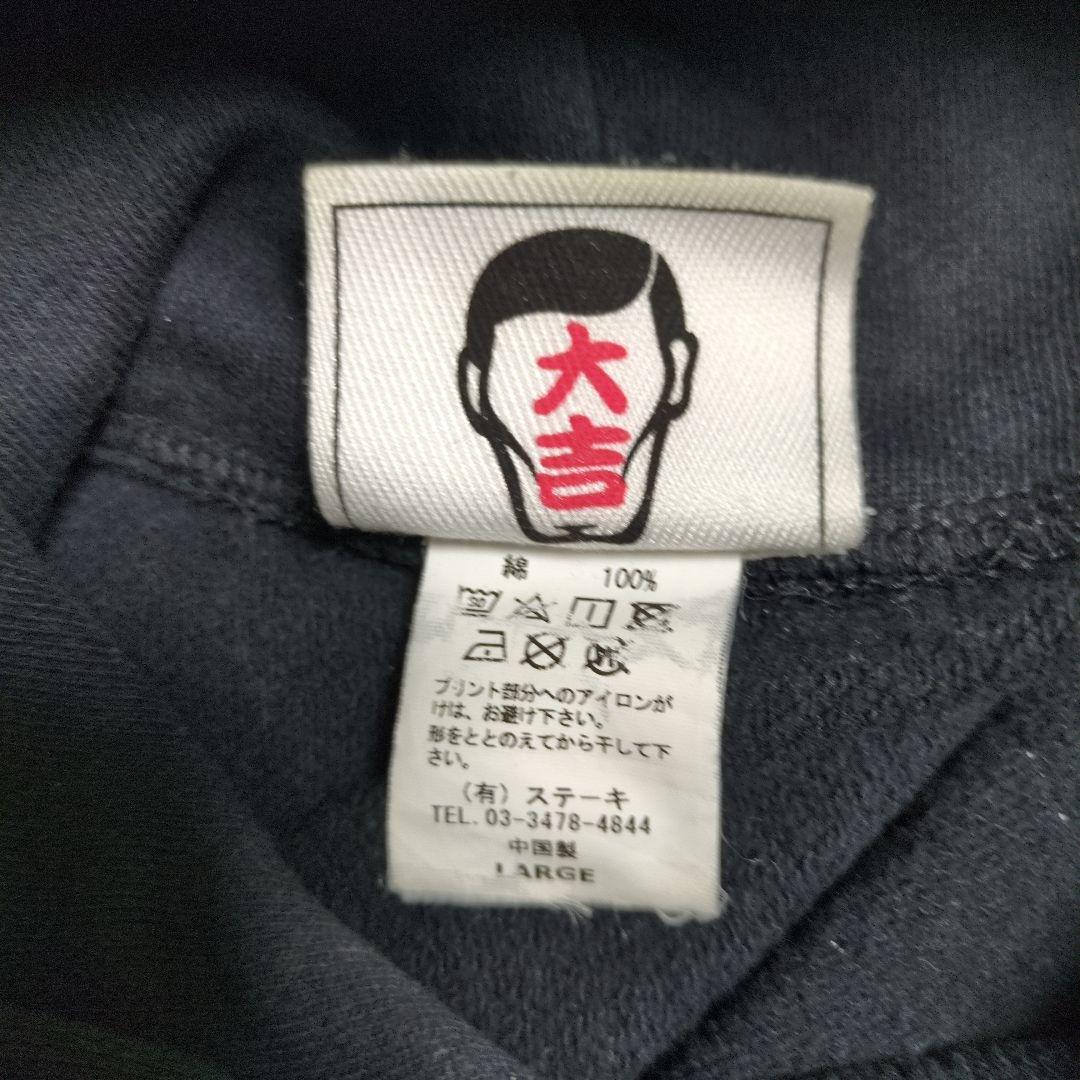 大
吉
綿 100%
プリント部分へのアイロンが
けは、お避け下さい。
形をととのえてから干して下
さい。
(有) ステーキ
TEL. 03-3478-4844
中国製
LARGE